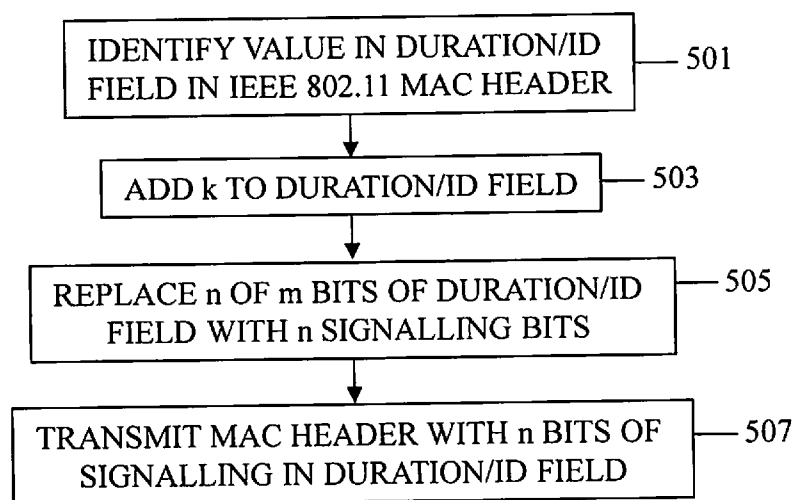 IDENTIFY VALUE IN DURATION/ID
FIELD IN IEEE 802.11 MAC HEADER
501
ADD k TO DURATION/ID FIELD
503
REPLACE n OF m BITS OF DURATION/ID
FIELD WITH n SIGNALLING BITS
505
TRANSMIT MAC HEADER WITH n BITS OF
SIGNALLING IN DURATION/ID FIELD
507